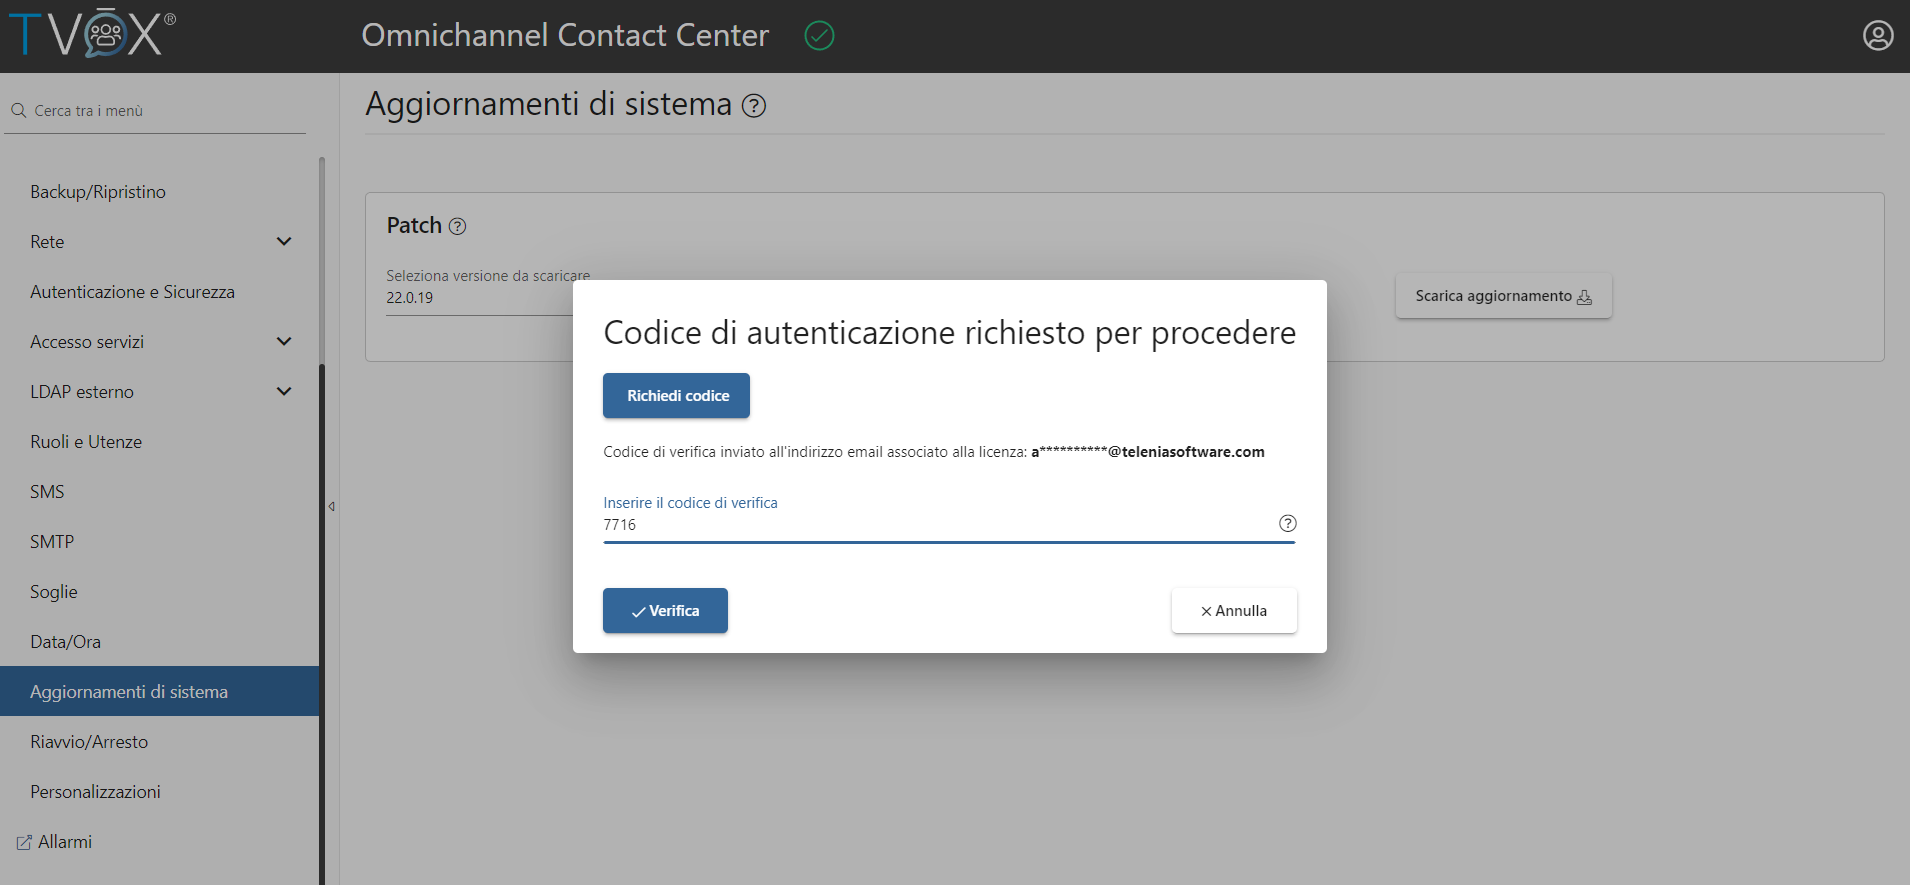 TVOX®
Omnichannel Contact Center
Cerca tra i menù
Backup/Ripristino
Rete
Autenticazione e Sicurezza
Accesso servizi
LDAP esterno
Ruoli e Utenze
SMS
SMTP
Soglie
Data/Ora
Aggiornamenti di sistema
Riavvio/Arresto
Personalizzazioni
Allarmi
Aggiornamenti di sistema
Patch
Seleziona versione da scaricare
22.0.19
Scarica aggiornamento
Codice di autenticazione richiesto per procedere
Richiedi codice
Codice di verifica inviato all'indirizzo email associato alla licenza: a**********@teleniasoftware.com
Inserire il codice di verifica
7716
Verifica
Annulla